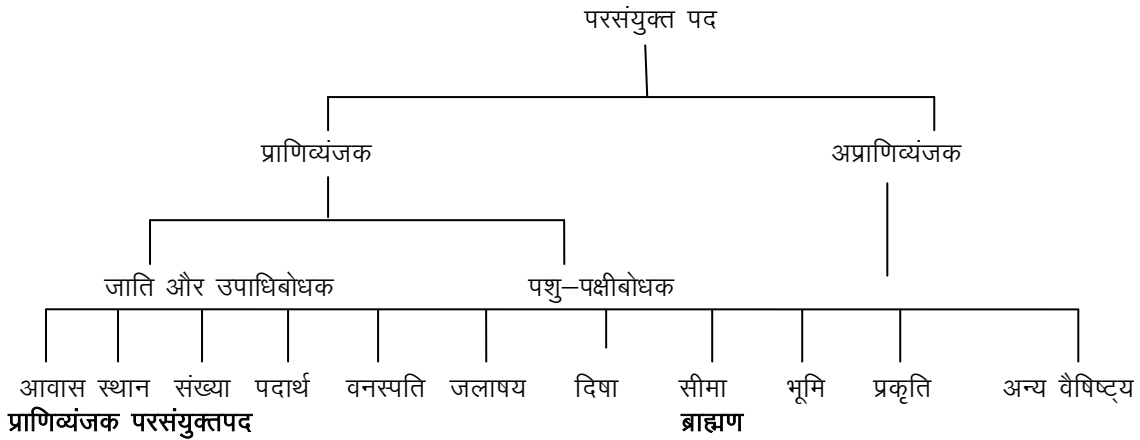 परसंयुक्त पद
प्राणिव्यंजक अप्राणिव्यंजक
जाति और उपाधिबोधक पशु–पक्षीबोधक
आवास स्थान संख्या पदार्थ वनस्पति जलाषय दिषा सीमा भूमि प्रकृति अन्य वैषिष्ट्य
प्राणिव्यंजक परसंयुक्तपद ब्राह्मण